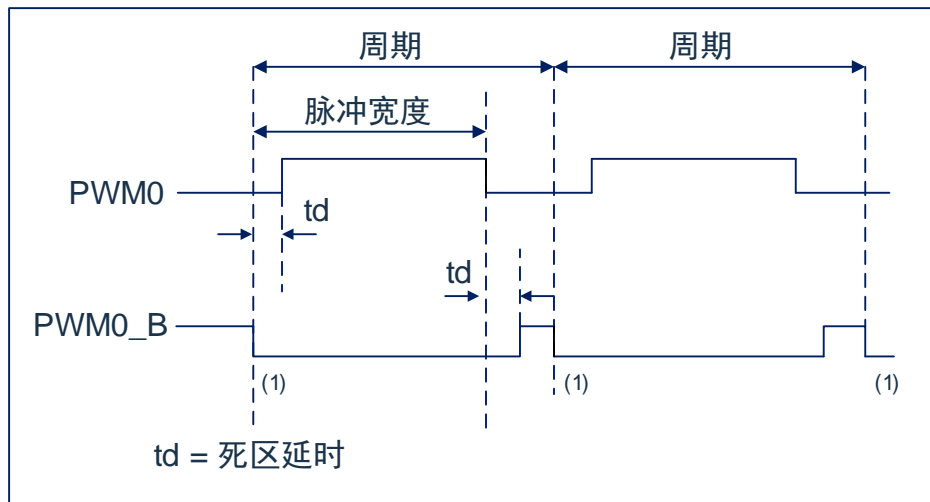 周期 周期
脉冲宽度
PWM0
td
td
PWM0_B
(1) (1) (1)
td = 死区延时